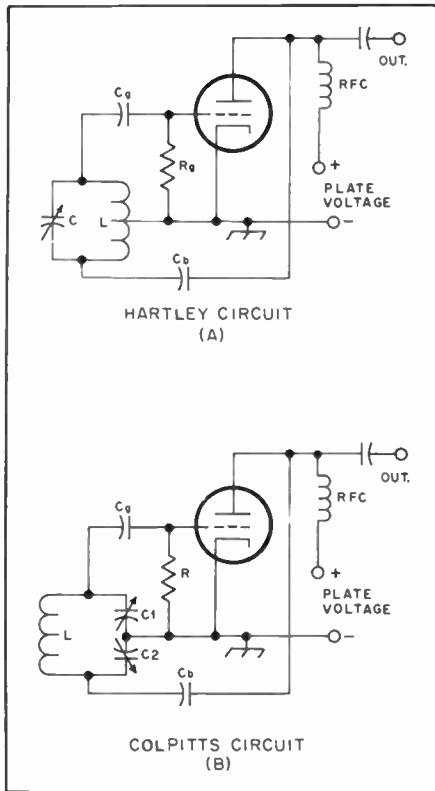 OUT.
Cg
RFC
Rg
+
PLATE
VOLTAGE
C
L
-
Cb
HARTLEY CIRCUIT
(A)
OUT.
Cg
RFC
R
+
PLATE
VOLTAGE
C1
L
C2
-
Cb
COLPITTS CIRCUIT
(B)